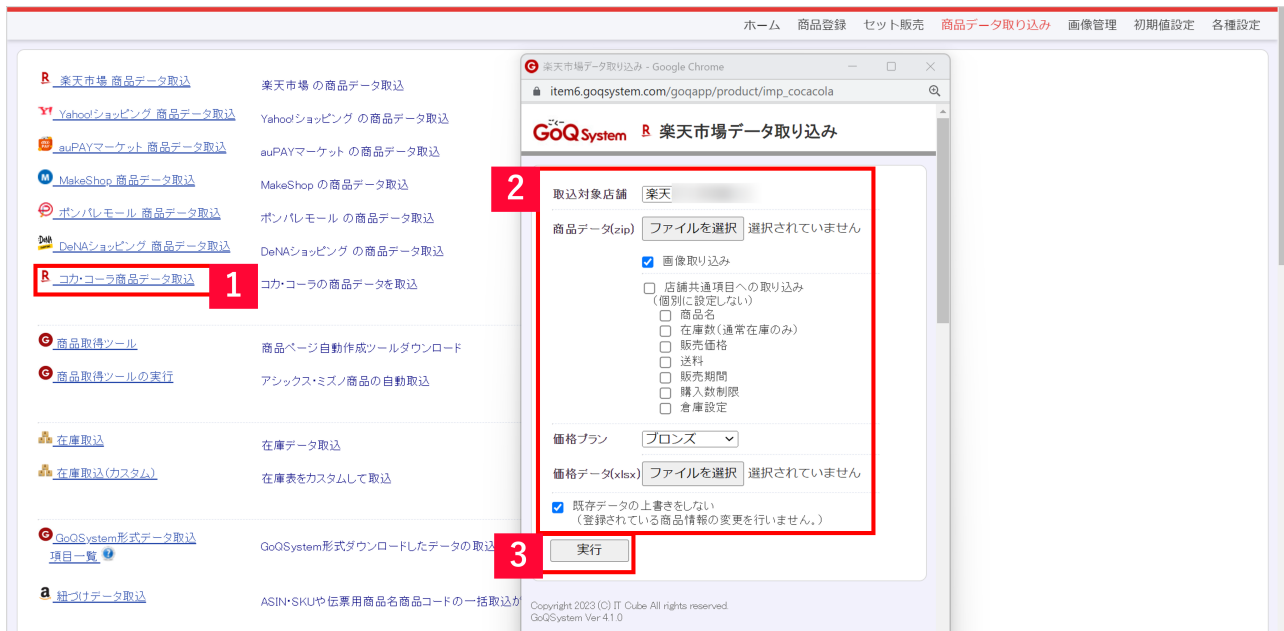 ホーム 商品登録 セット販売 商品データ取り込み 画像管理 初期値設定 各種設定
楽天市場 商品データ取込 楽天市場 の商品データ取込
Yahoo!ショッピング 商品データ取込 Yahoo!ショッピング の商品データ取込
auPAYマーケット 商品データ取込 auPAYマーケット の商品データ取込
MakeShop 商品データ取込 MakeShop の商品データ取込
ポンパレモール 商品データ取込 ポンパレモール の商品データ取込
DeNAショッピング 商品データ取込 DeNAショッピング の商品データ取込
コカ・コーラ商品データ取込 1 コカ・コーラの商品データを取込
商品取得ツール 商品ページ自動作成ツールダウンロード
商品取得ツールの実行 アシックス・ミズノ商品の自動取込
在庫取込 在庫データ取込
在庫取込(カスタム) 在庫表をカスタムして取込
GoQSystem形式データ取込 GoQSystem形式ダウンロードしたデータの取込
項目一覧
紐づけデータ取込 ASIN・SKUや伝票用商品名商品コードの一括取込が
楽天市場データ取り込み - Google Chrome
item6.goqsystem.com/goqapp/product/imp_cocacola
ごくー
GoQSystem R 楽天市場データ取り込み
2
取込対象店舗 楽天
商品データ(zip) ファイルを選択 選択されていません
画像取り込み
店舗共通項目への取り込み
(個別に設定しない)
商品名
在庫数(通常在庫のみ)
販売価格
送料
販売期間
購入数制限
倉庫設定
価格プラン ブロンズ
価格データ(xlsx) ファイルを選択 選択されていません
既存データの上書きをしない
(登録されている商品情報の変更を行いません。)
3 実行
Copyright 2023 (C) IT Cube All rights reserved.
GoQSystem Ver 4.1.0